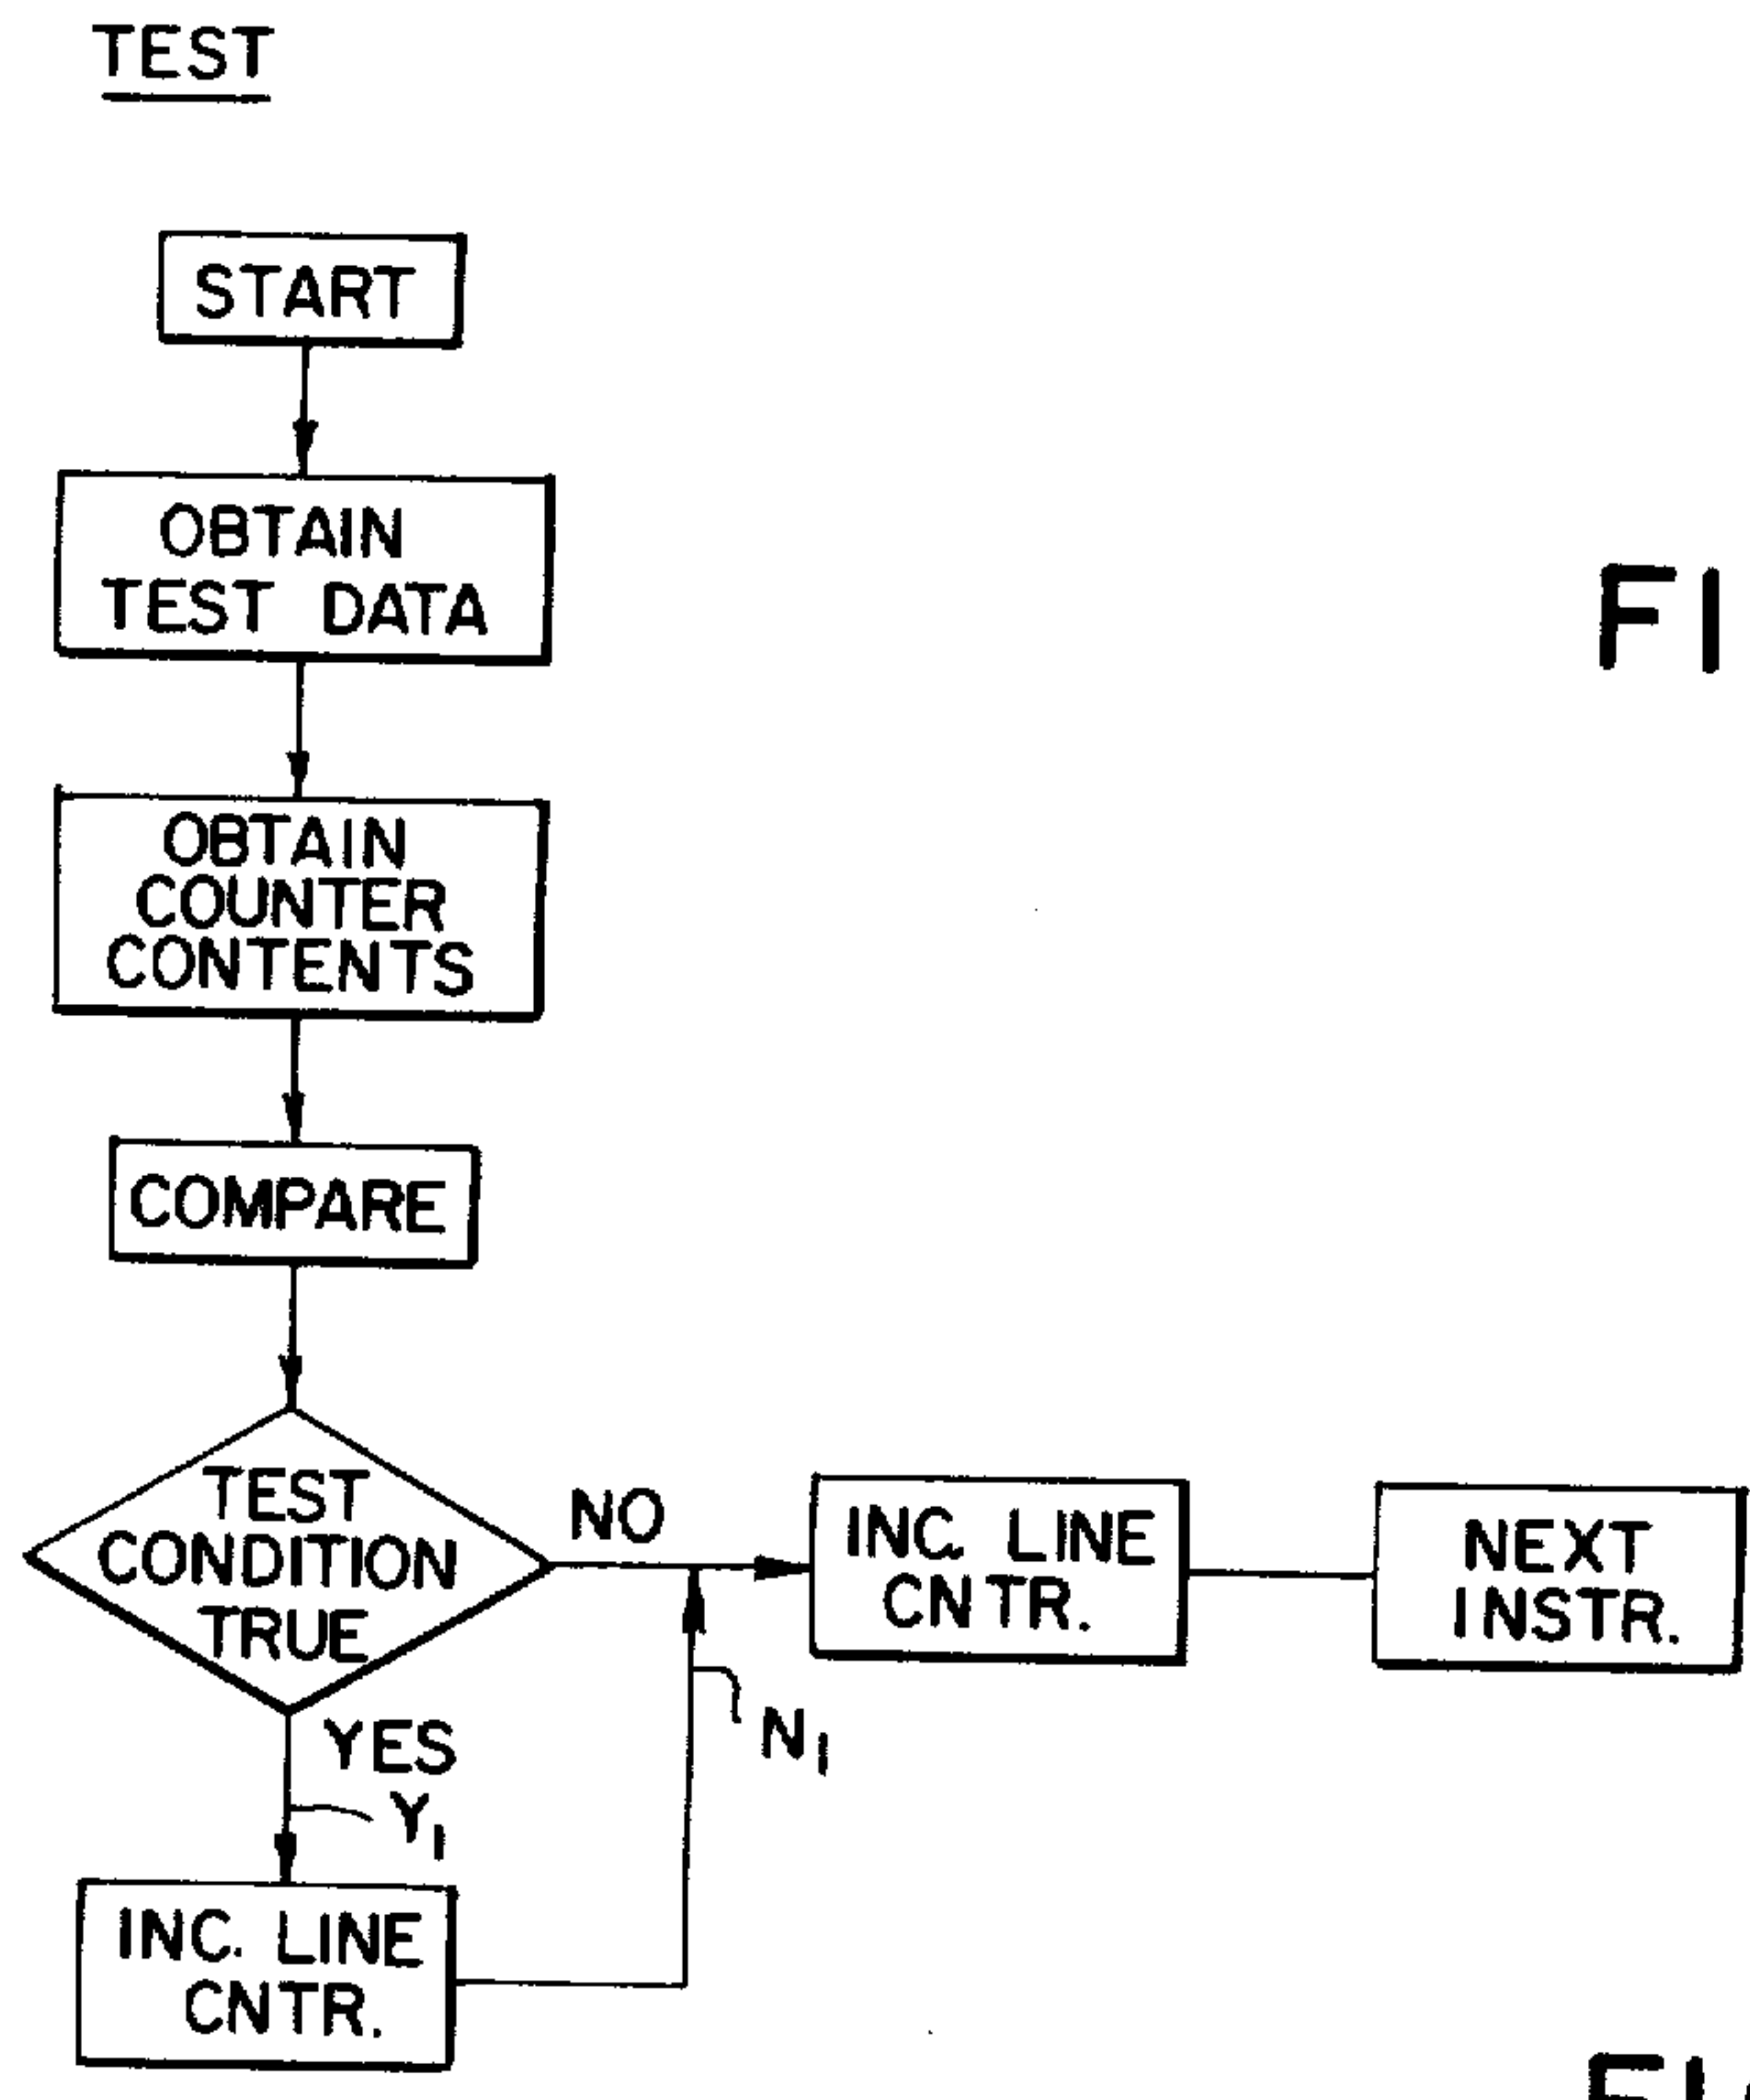 TEST
START
OBTAIN
TEST DATA
OBTAIN
COUNTER
CONTENTS
COMPARE
TEST
CONDITION
TRUE
NO
INC. LINE
CNTR.
NEXT
INSTR.
N1
YES
Y1
INC. LINE
CNTR.
FI